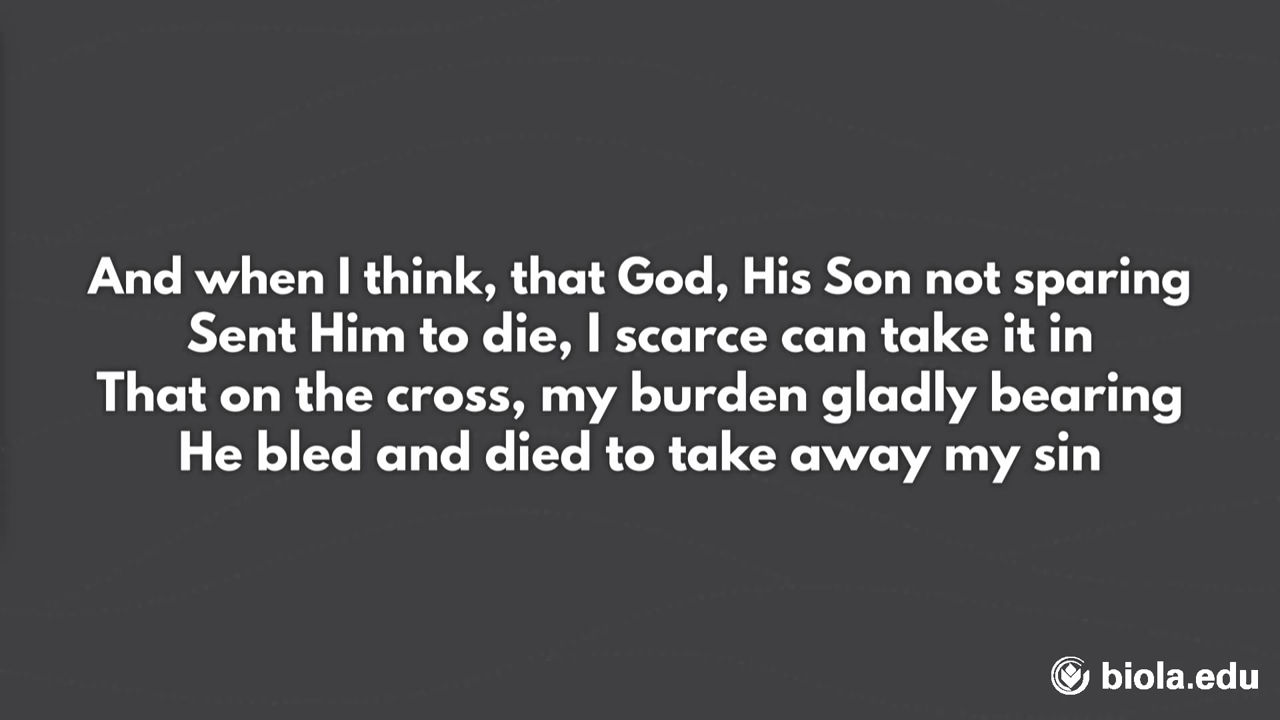 And when I think, that God, His Son not sparing
Sent Him to die, I scarce can take it in
That on the cross, my burden gladly bearing
He bled and died to take away my sin
biola.edu